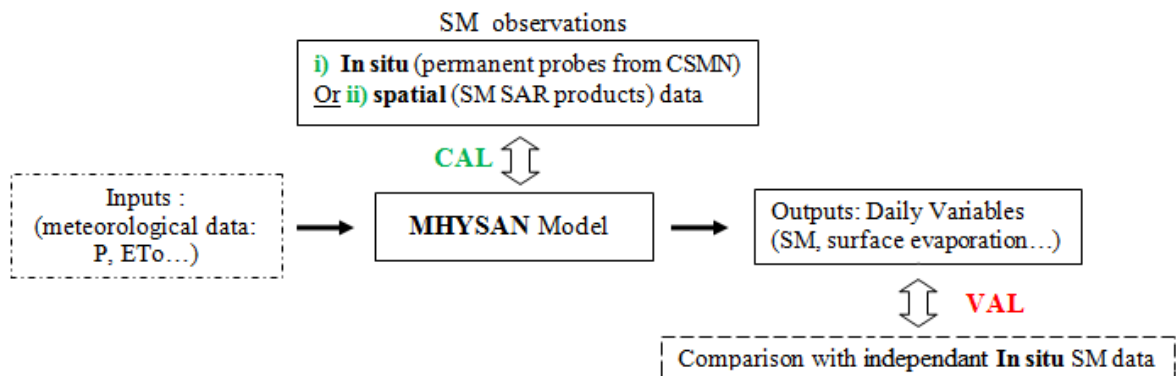 SM observations
i) In situ (permanent probes from CSMN)
Or ii) spatial (SM SAR products) data
CAL
Inputs :
(meteorological data:
P, ETo…)
MHYSAN Model
Outputs: Daily Variables
(SM, surface evaporation…)
VAL
Comparison with independant In situ SM data